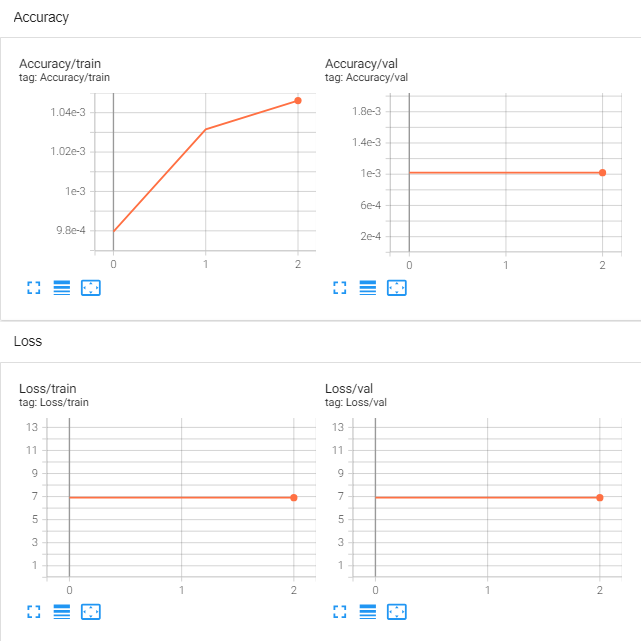 Accuracy
Accuracy/train
tag: Accuracy/train
1.04e-3
1.02e-3
1e-3
9.8e-4
0 1 2
Accuracy/val
tag: Accuracy/val
1.8e-3
1.4e-3
1e-3
6e-4
2e-4
0 1 2
Loss
Loss/train
tag: Loss/train
13
11
9
7
5
3
1
0 1 2
Loss/val
tag: Loss/val
13
11
9
7
5
3
1
0 1 2